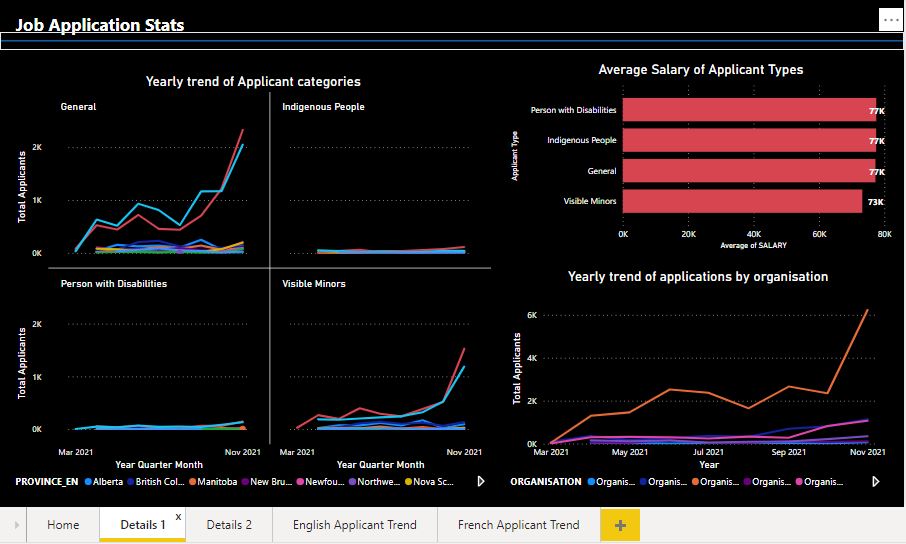 Job Application Stats
...
Yearly trend of Applicant categories
General
Indigenous People
Total Applicants
2K
1K
0K
Person with Disabilities
Visible Minors
Total Applicants
2K
1K
0K
Mar 2021
Nov 2021
Mar 2021
Nov 2021
Year Quarter Month
Year Quarter Month
PROVINCE_EN Alberta British Col... Manitoba New Bru... Newfou... Northwe... Nova Sc...
Average Salary of Applicant Types
Applicant Type
Person with Disabilities 77K
Indigenous People 77K
General 77K
Visible Minors 73K
0K 20K 40K 60K 80K
Average of SALARY
Yearly trend of applications by organisation
Total Applicants
6K
4K
2K
0K
Mar 2021 May 2021 Jul 2021 Sep 2021 Nov 2021
Year
ORGANISATION Organis... Organis... Organis... Organis... Organis...
Home
Details 1 x
Details 2
English Applicant Trend
French Applicant Trend
+